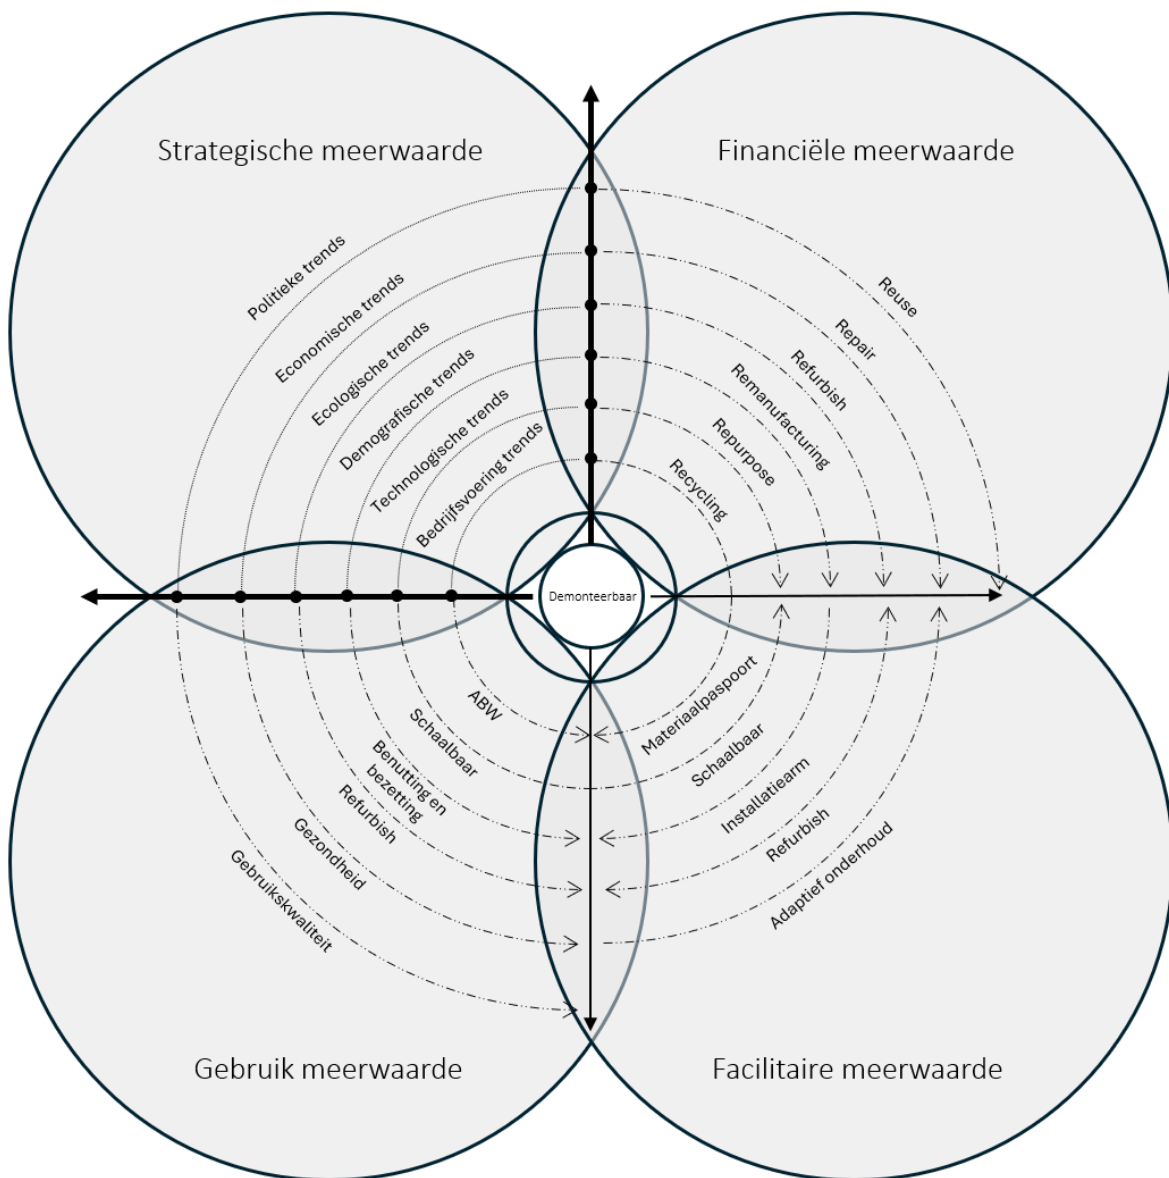 Strategische meerwaarde
Financiële meerwaarde
Politieke trends
Economische trends
Ecologische trends
Demografische trends
Technologische trends
Bedrijfsvoering trends
Reuse
Repair
Refurbish
Remanufacturing
Repurpose
Recycling
Demonteerbaar
ABW
Schaalbaar
Benutting en
bezetting
Refurbish
Gezondheid
Gebruikskwaliteit
Materiaalpaspoort
Schaalbaar
Installatiearm
Refurbish
Adaptief onderhoud
Gebruik meerwaarde
Facilitaire meerwaarde